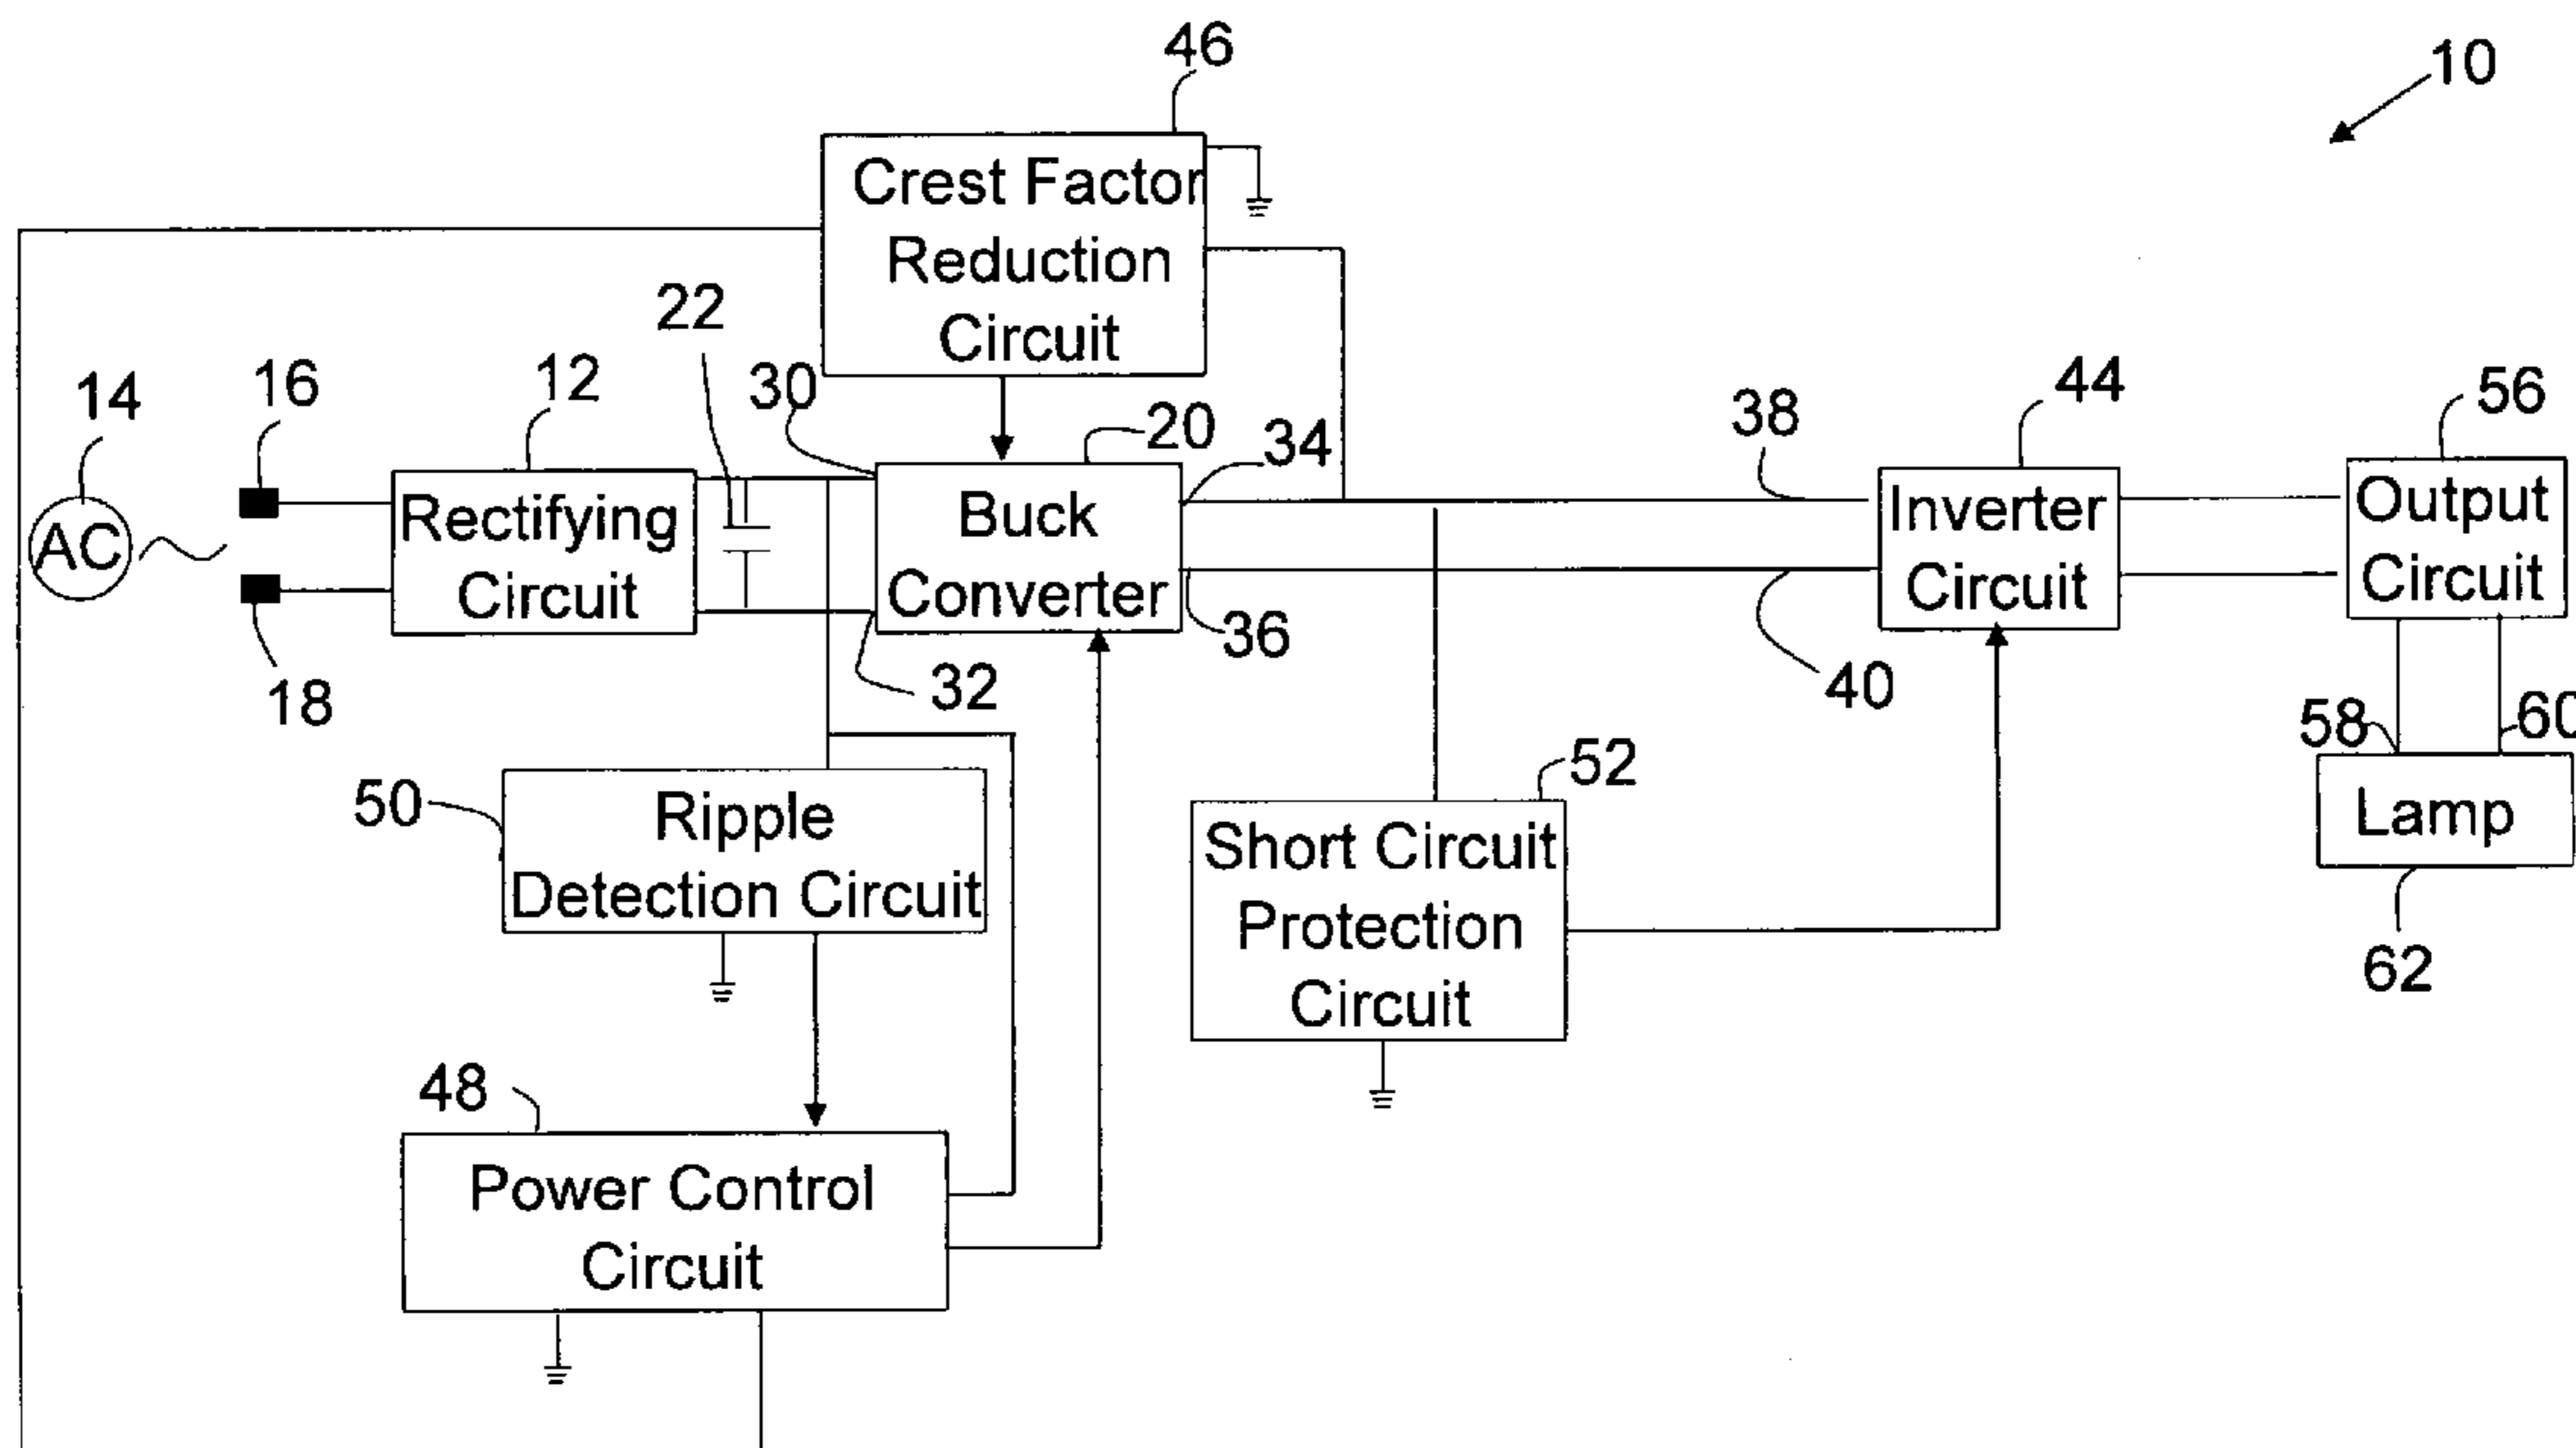 46
10
Crest Factor
Reduction
Circuit
22
14
16
12
30
20
34
38
44
56
AC
Rectifying
Circuit
Buck
Converter
Inverter
Circuit
Output
Circuit
18
32
36
40
58
60
50
Ripple
Detection Circuit
52
Short Circuit
Protection
Circuit
Lamp
62
48
Power Control
Circuit